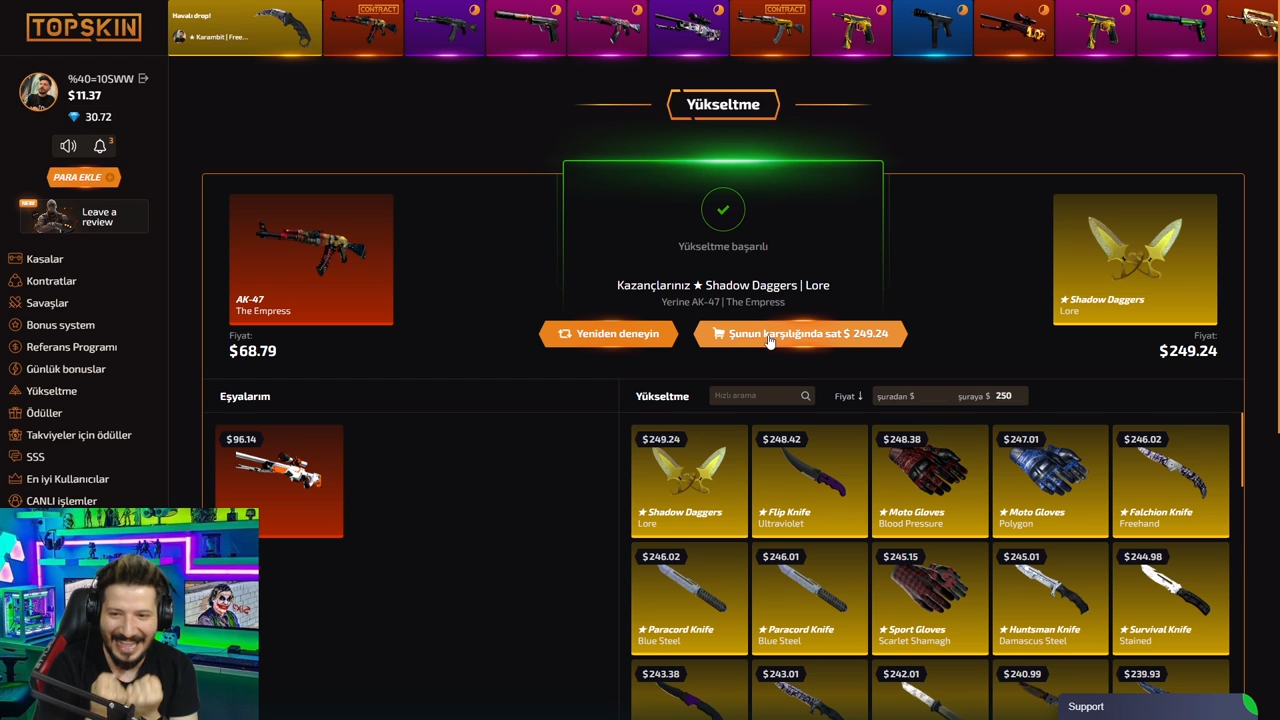 TOPSKIN
Havalı drop!
★ Karambit | Free...
CONTRACT
CONTRACT
%40=10SWW
$11.37
30.72
3
PARA EKLE
NEW
Leave a
review
Kasalar
Kontratlar
Savaşlar
Bonus system
Referans Programı
Günlük bonuslar
Yükseltme
Ödüller
Takviyeler için ödüller
SSS
En iyi Kullanıcılar
CANLI işlemler
Yükseltme
AK-47
The Empress
Fiyat:
$68.79
Yükseltme başarılı
Kazançlarınız ★ Shadow Daggers | Lore
Yerine AK-47 | The Empress
Yeniden deneyin
Şunun karşılığında sat $ 249.24
★ Shadow Daggers
Lore
Fiyat:
$249.24
Eşyalarım
$96.14
Yükseltme
Hızlı arama
Fiyat ↓
şuradan $
şuraya $ 250
$249.24
★ Shadow Daggers
Lore
$248.42
★ Flip Knife
Ultraviolet
$248.38
★ Moto Gloves
Blood Pressure
$247.01
★ Moto Gloves
Polygon
$246.02
★ Falchion Knife
Freehand
$246.02
★ Paracord Knife
Blue Steel
$246.01
★ Paracord Knife
Blue Steel
$245.15
★ Sport Gloves
Scarlet Shamagh
$245.01
★ Huntsman Knife
Damascus Steel
$244.98
★ Survival Knife
Stained
$243.38
$243.01
$242.01
$240.99
$239.93
Support